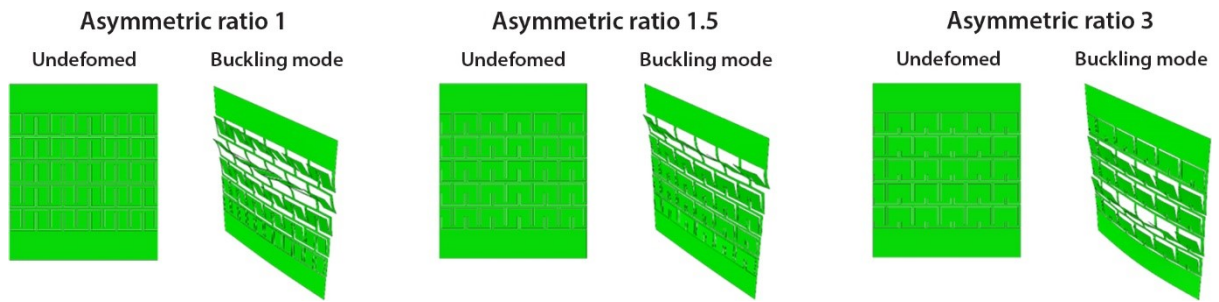 Asymmetric ratio 1
Undefomed
Buckling mode
Asymmetric ratio 1.5
Undefomed
Buckling mode
Asymmetric ratio 3
Undefomed
Buckling mode